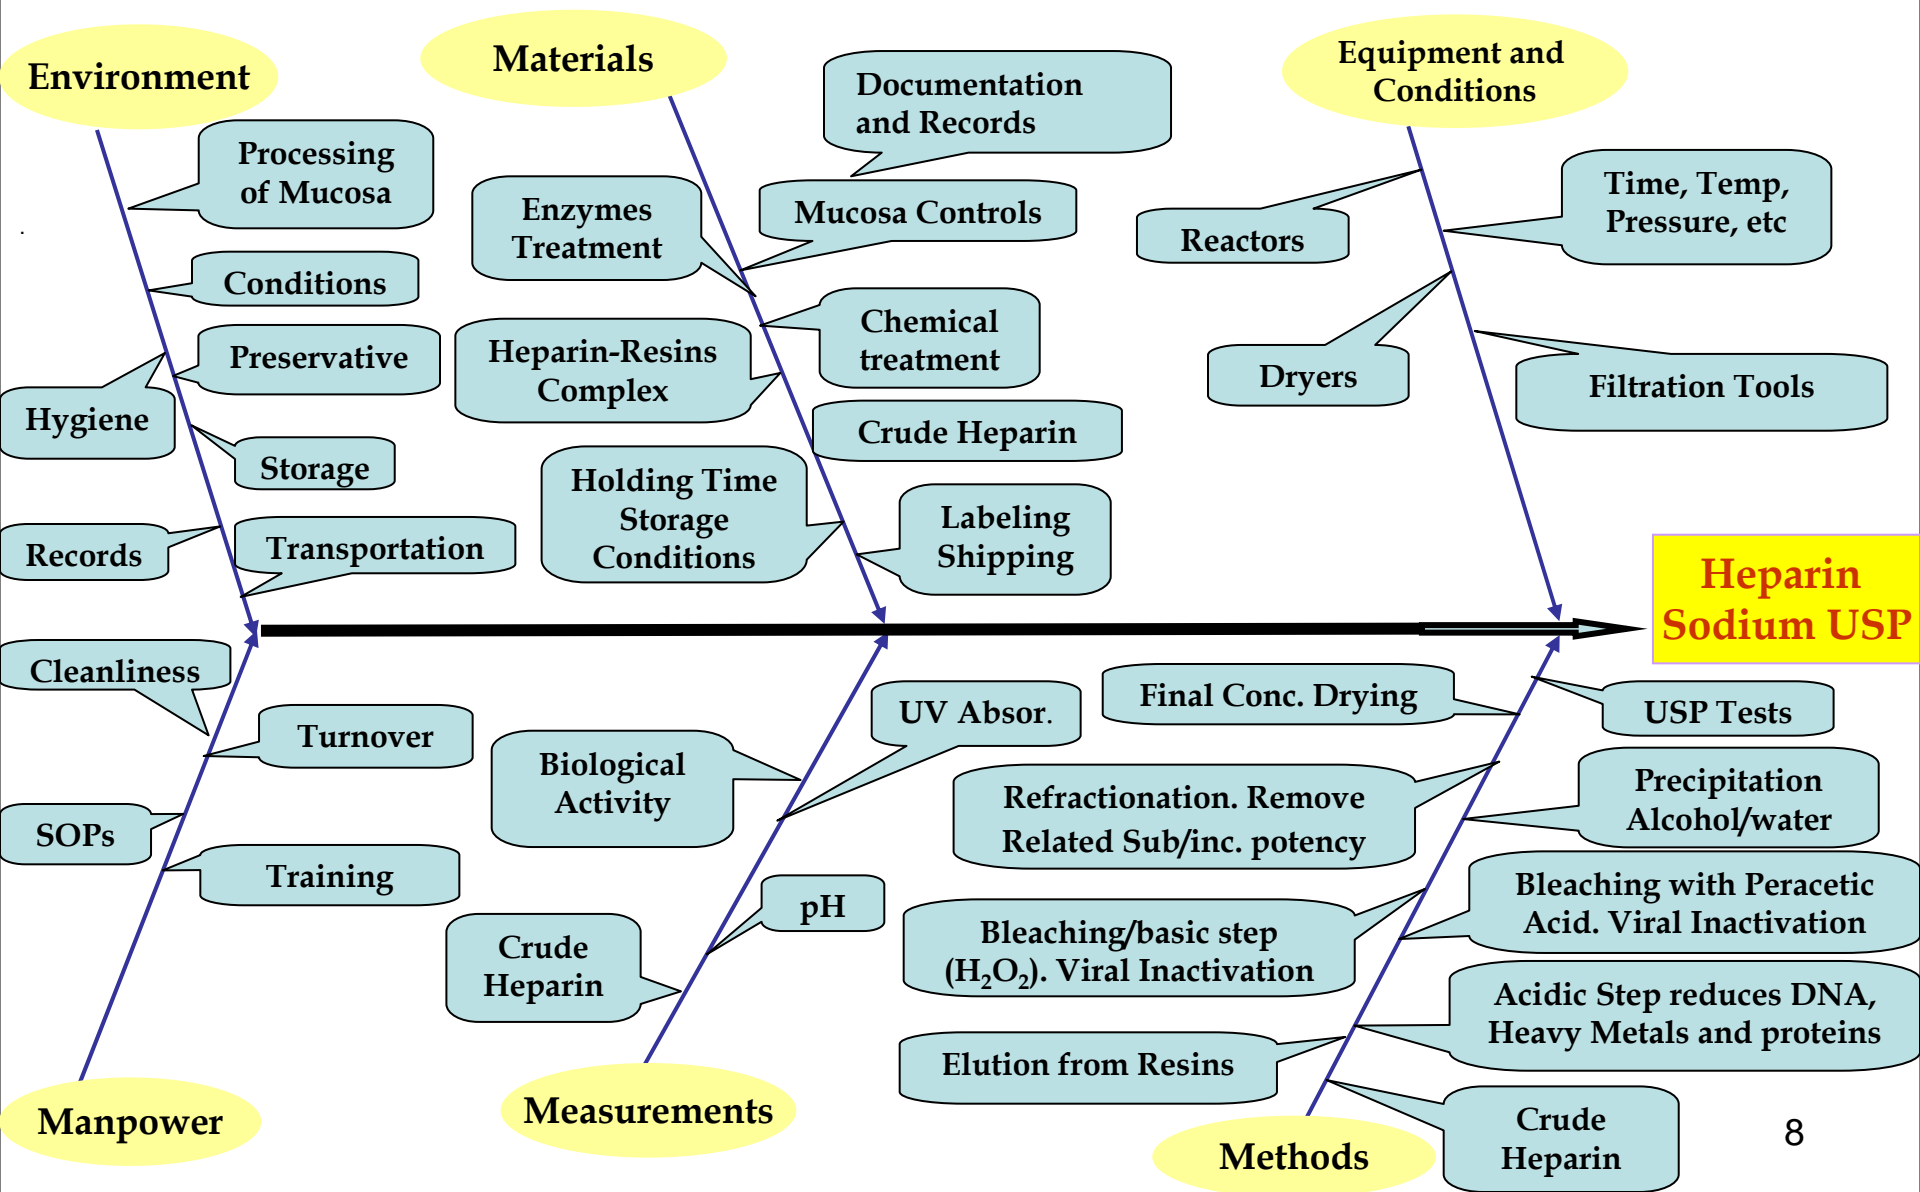 Environment
Materials
Equipment and
Conditions
Documentation
and Records
Processing
of Mucosa
Enzymes
Treatment
Mucosa Controls
Reactors
Time, Temp,
Pressure, etc
Conditions
Preservative
Hygiene
Storage
Records
Transportation
Heparin-Resins
Complex
Chemical
treatment
Crude Heparin
Holding Time
Storage
Conditions
Labeling
Shipping
Dryers
Filtration Tools
Heparin
Sodium USP
Cleanliness
Turnover
SOPs
Training
Manpower
UV Absor.
Biological
Activity
pH
Crude
Heparin
Measurements
Final Conc. Drying
USP Tests
Refractionation. Remove
Related Sub/inc. potency
Precipitation
Alcohol/water
Bleaching with Peracetic
Acid. Viral Inactivation
Bleaching/basic step
(H₂O₂). Viral Inactivation
Acidic Step reduces DNA,
Heavy Metals and proteins
Elution from Resins
Crude
Heparin
Methods
8